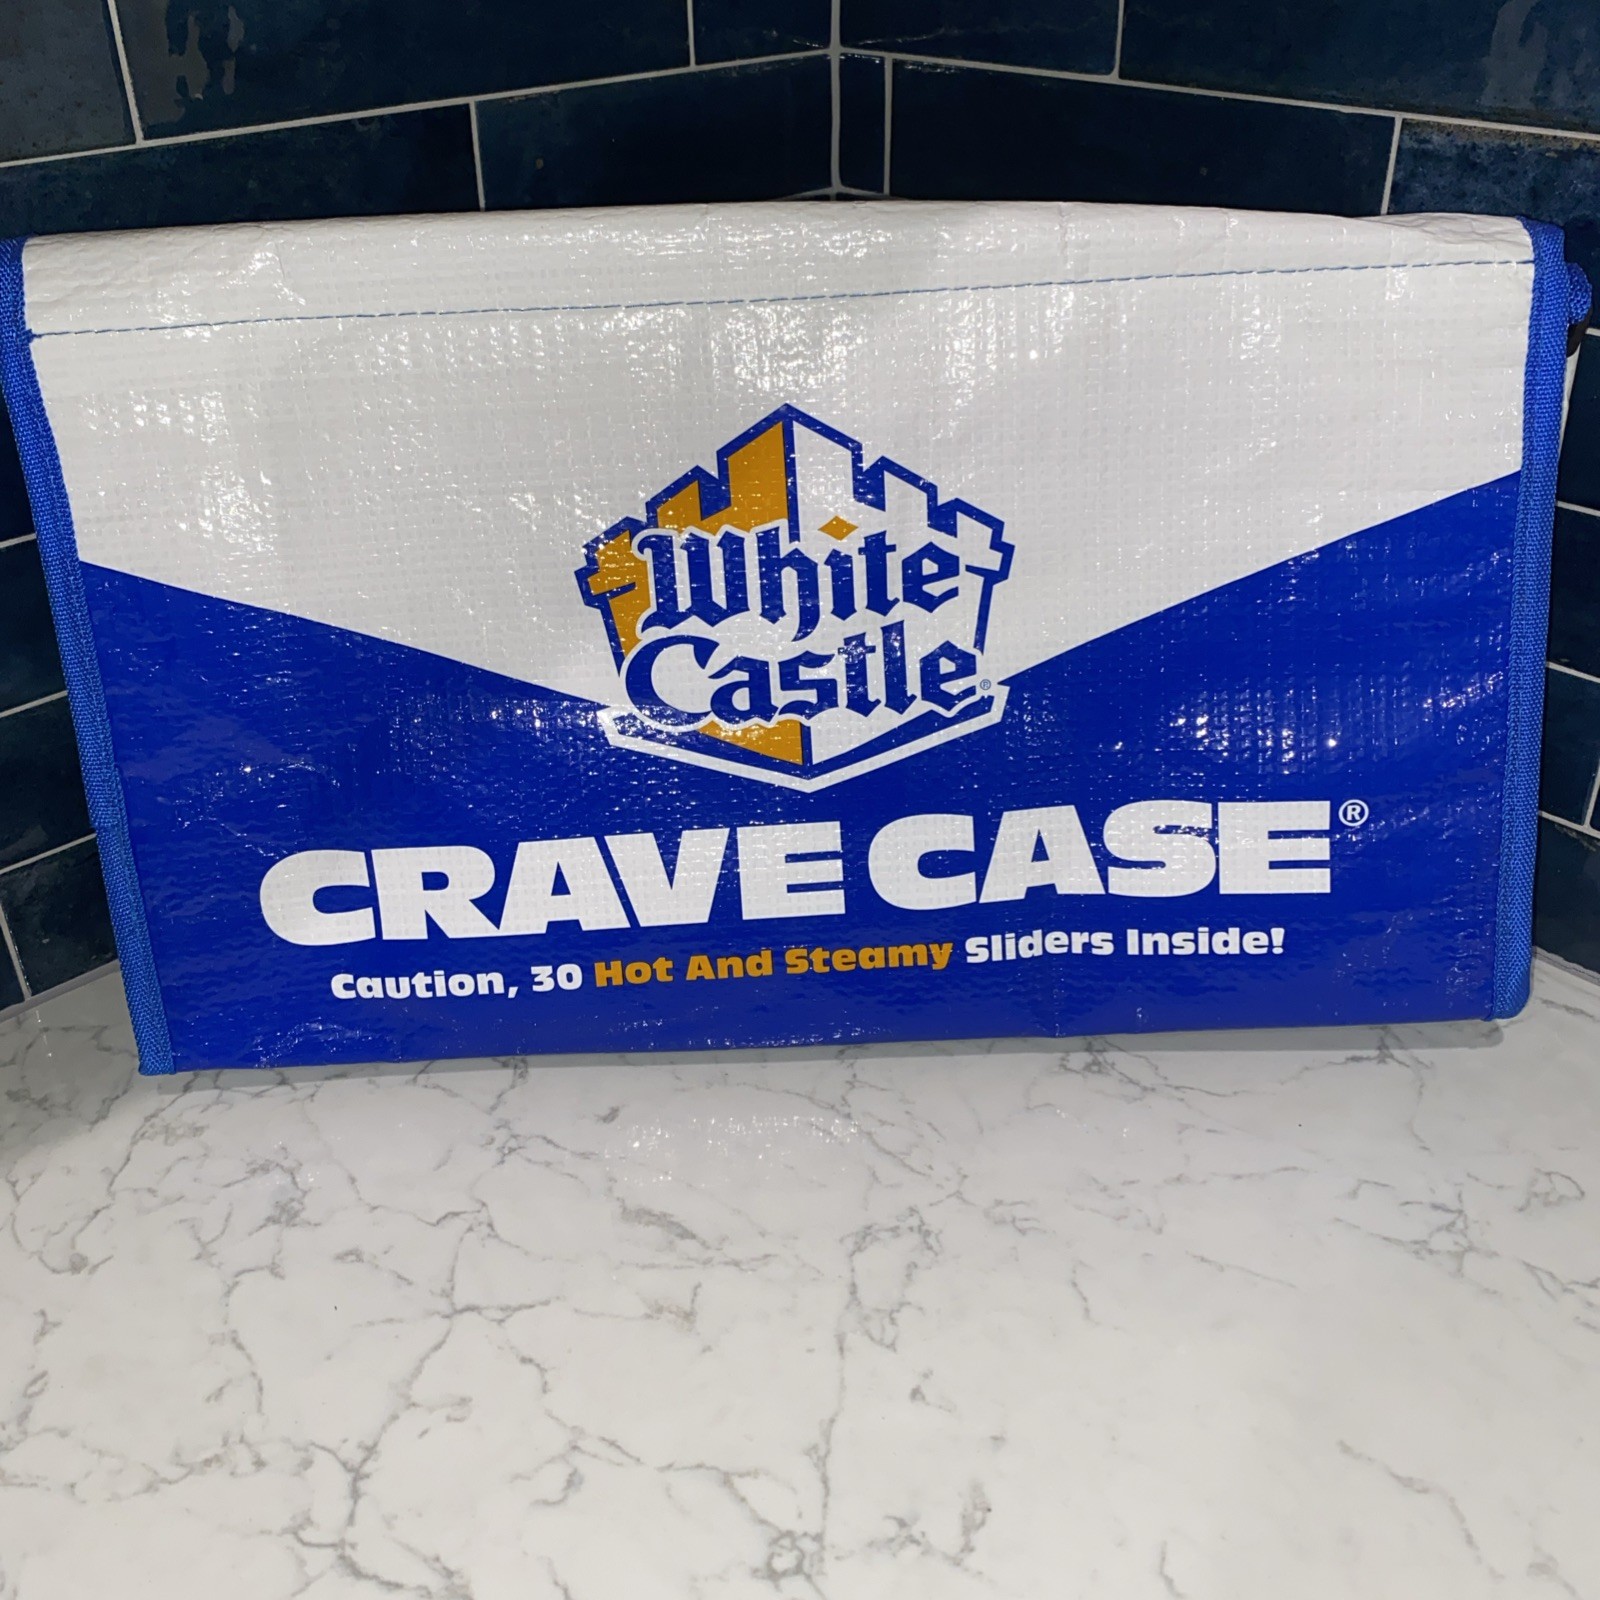 White
Castle®
CRAVE CASE®
Caution, 30 Hot And Steamy Sliders Inside!